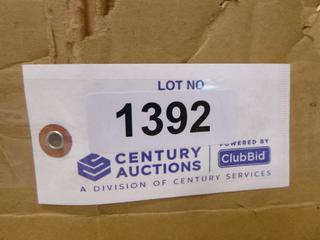 LOT NO
1392
CENTURY
AUCTIONS
POWERED BY
ClubBid
A DIVISION OF CENTURY SERVICES